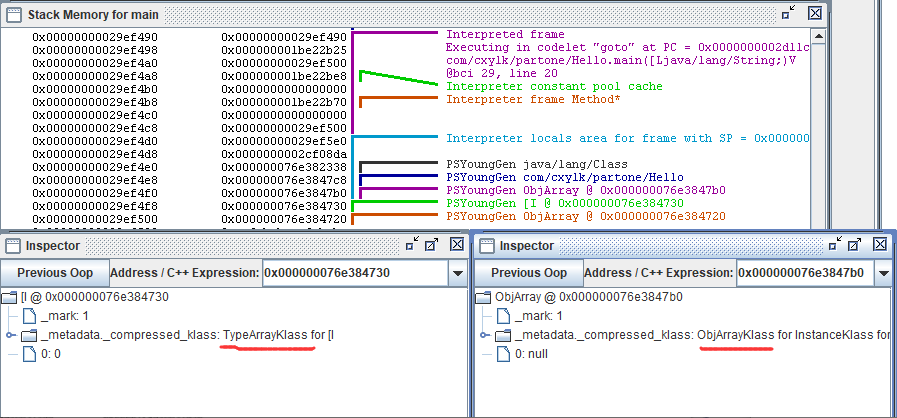 Stack Memory for main
0x00000000029ef490 0x00000000029ef490 Interpreted frame
0x00000000029ef498 0x000000001be22b25 Executing in codelet "goto" at PC = 0x0000000002d11c
0x00000000029ef4a0 0x00000000029ef500 com/cxylk/partone/Hello.main([Ljava/lang/String;)V
0x00000000029ef4a8 0x000000001be22be8 @bci 29, line 20
0x00000000029ef4b0 0x0000000000000000 Interpreter constant pool cache
0x00000000029ef4b8 0x000000001be22b70 Interpreter frame Method*
0x00000000029ef4c0 0x0000000000000000
0x00000000029ef4c8 0x00000000029ef500
0x00000000029ef4d0 0x00000000029ef5e0 Interpreter locals area for frame with SP = 0x000000
0x00000000029ef4d8 0x0000000002cf08da
0x00000000029ef4e0 0x000000076e382338 PSYoungGen java/lang/Class
0x00000000029ef4e8 0x000000076e3847c8 PSYoungGen com/cxylk/partone/Hello
0x00000000029ef4f0 0x000000076e3847b0 PSYoungGen ObjArray @ 0x000000076e3847b0
0x00000000029ef4f8 0x000000076e384730 PSYoungGen [I @ 0x000000076e384730
0x00000000029ef500 0x000000076e384720 PSYoungGen ObjArray @ 0x000000076e384720
Inspector
Previous Oop Address / C++ Expression: 0x000000076e384730
[I @ 0x000000076e384730
_mark: 1
_metadata._compressed_klass: TypeArrayKlass for [I
0: 0
Inspector
Previous Oop Address / C++ Expression: 0x000000076e3847b0
ObjArray @ 0x000000076e3847b0
_mark: 1
_metadata._compressed_klass: ObjArrayKlass for InstanceKlass for
0: null